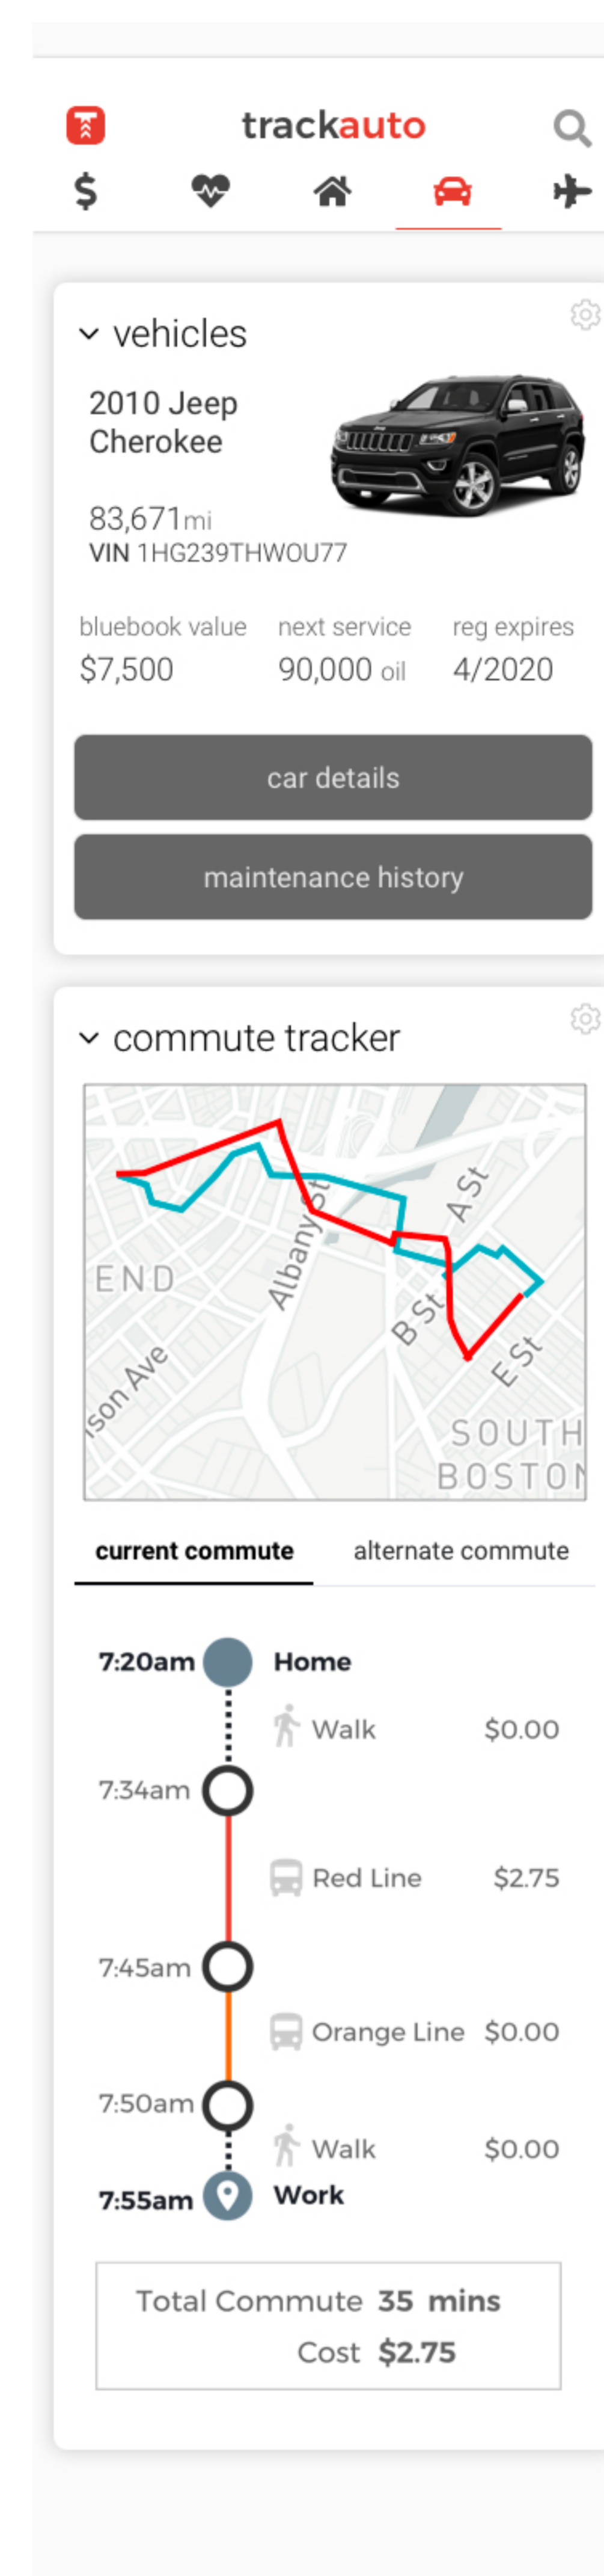 trackauto
vehicles
2010 Jeep
Cherokee
83,671mi
VIN 1HG239THWOU77
bluebook value next service reg expires
$7,500 90,000 oil 4/2020
car details
maintenance history
commute tracker
A St
Albany St
END
B St
E St
son Ave
SOUTH
BOSTON
current commute alternate commute
7:20am Home
Walk $0.00
7:34am
Red Line $2.75
7:45am
Orange Line $0.00
7:50am
Walk $0.00
7:55am Work
Total Commute 35 mins
Cost $2.75